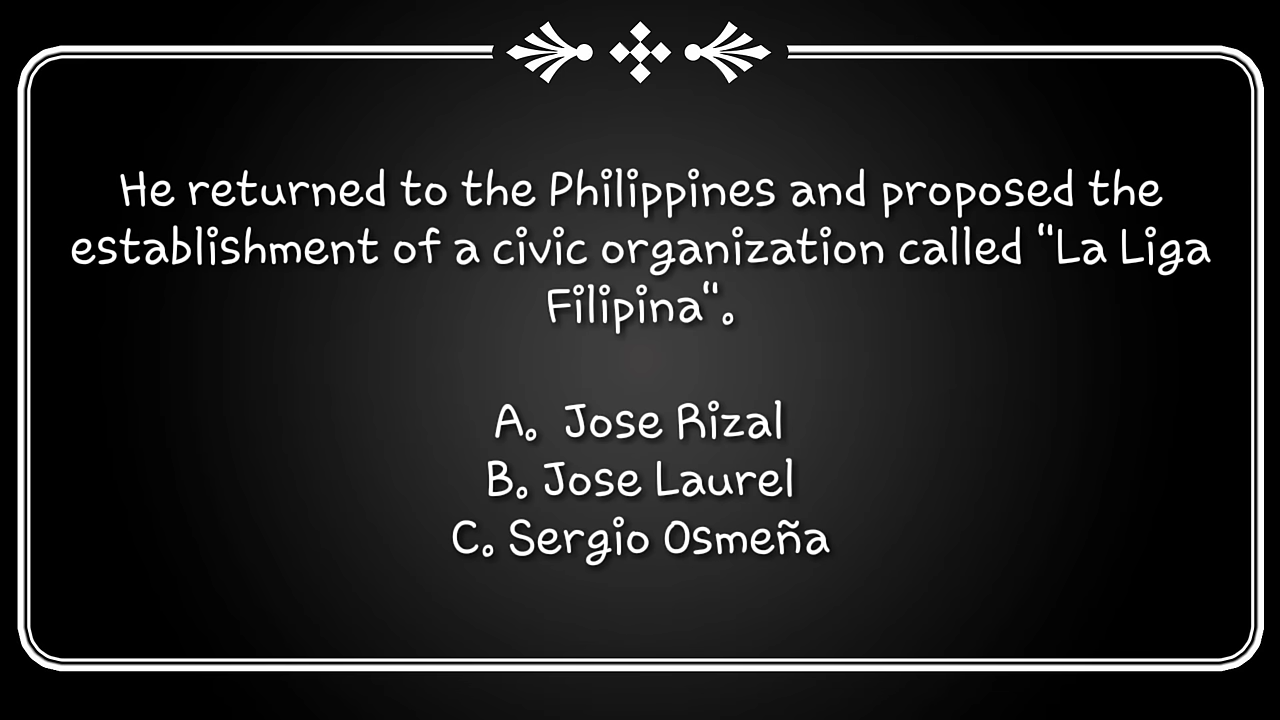 He returned to the Philippines and proposed the
establishment of a civic organization called "La Liga
Filipina".
A. Jose Rizal
B. Jose Laurel
C. Sergio Osmeña